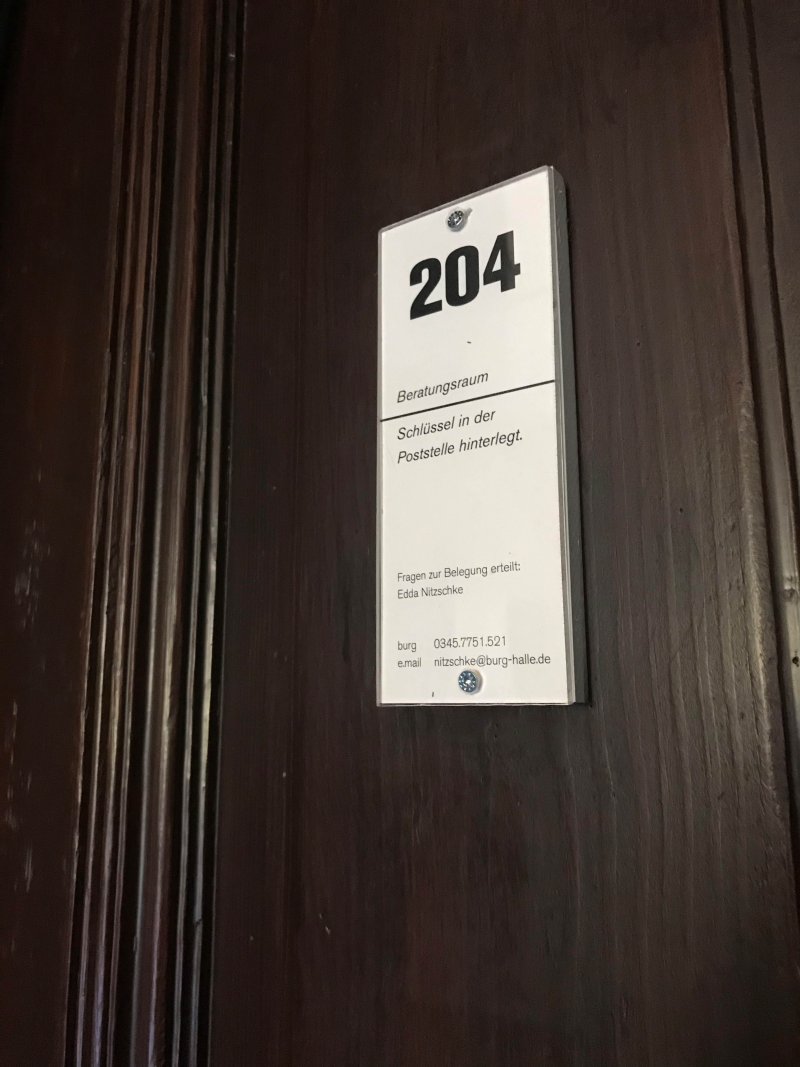 204
Beratungsraum
Schlüssel in der
Poststelle hinterlegt.
Fragen zur Belegung erteilt:
Edda Nitzschke
burg 0345.7751.521
e.mail nitzschke@burg-halle.de